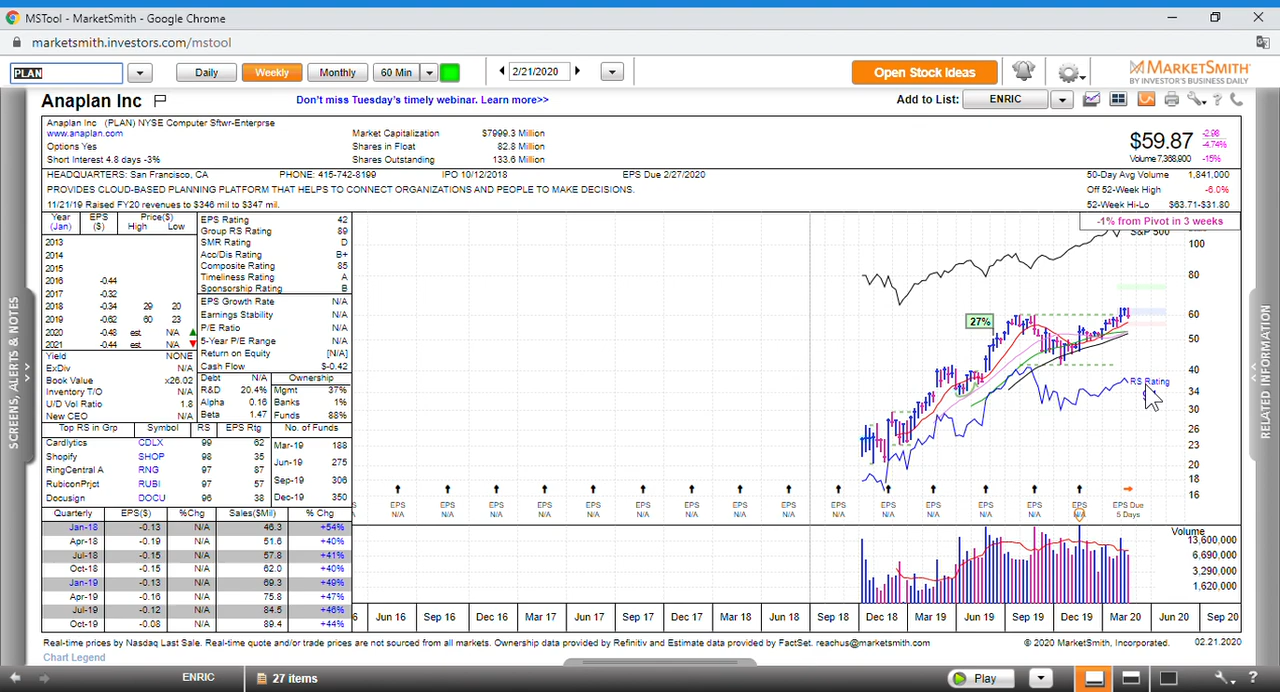 MSTool - MarketSmith - Google Chrome
marketsmith.investors.com/mstool
PLAN Daily Weekly Monthly 60 Min 2/21/2020 Open Stock Ideas MARKETSMITH
BY INVESTOR'S BUSINESS DAILY
Anaplan Inc Don't miss Tuesday's timely webinar. Learn more>> Add to List: ENRIC
Anaplan Inc (PLAN) NYSE Computer Sftwr-Enterprse
www.anaplan.com Market Capitalization $7999.3 Million $59.87 -2.98
Options Yes Shares in Float 82.8 Million -4.74%
Short Interest 4.8 days -3% Shares Outstanding 133.6 Million Volume 7,368,900 -15%
HEADQUARTERS: San Francisco, CA PHONE: 415-742-8199 IPO 10/12/2018 EPS Due 2/27/2020 50-Day Avg Volume 1,841,000
PROVIDES CLOUD-BASED PLANNING PLATFORM THAT HELPS TO CONNECT ORGANIZATIONS AND PEOPLE TO MAKE DECISIONS. Off 52-Week High -6.0%
11/21/19 Raised FY20 revenues to $346 mil to $347 mil. 52-Week Hi-Lo $63.71-$31.80
-1% from Pivot in 3 weeks
S&P 500
Year EPS Price($)
(Jan) ($) High Low
2013
2014
2015
2016 -0.44
2017 -0.32
2018 -0.34 29 20
2019 -0.62 60 23
2020 -0.48 est N/A
2021 -0.44 est N/A
Yield NONE
ExDiv N/A
Book Value x26.02
Inventory T/O N/A
U/D Vol Ratio 1.8
New CEO N/A
EPS Rating 42
Group RS Rating 89
SMR Rating D
Acc/Dis Rating B+
Composite Rating 85
Timeliness Rating A
Sponsorship Rating B
EPS Growth Rate N/A
Earnings Stability N/A
P/E Ratio N/A
5-Year P/E Range N/A
Return on Equity [N/A]
Cash Flow $-0.42
Debt N/A
R&D 20.4%
Alpha 0.16
Beta 1.47
Ownership
Mgmt 37%
Banks 1%
Funds 88%
Top RS in Grp Symbol RS EPS Rtg
Cardlytics CDLX 99 62
Shopify SHOP 98 35
RingCentral A RNG 97 87
RubiconPrjct RUBI 97 57
Docusign DOCU 96 38
No. of Funds
Mar-19 188
Jun-19 275
Sep-19 306
Dec-19 350
Quarterly EPS($) %Chg Sales($Mil) % Chg
Jan-18 -0.13 N/A 46.3 +54%
Apr-18 -0.19 N/A 51.6 +40%
Jul-18 -0.15 N/A 57.8 +41%
Oct-18 -0.15 N/A 62.0 +40%
Jan-19 -0.13 N/A 69.3 +49%
Apr-19 -0.16 N/A 75.8 +47%
Jul-19 -0.12 N/A 84.5 +46%
Oct-19 -0.08 N/A 89.4 +44%
27%
RS Rating
100
80
60
50
40
34
30
26
23
20
18
16
EPS EPS EPS EPS EPS EPS EPS EPS EPS EPS EPS EPS EPS EPS EPS EPS Due
N/A N/A N/A N/A N/A N/A N/A N/A N/A N/A N/A N/A N/A N/A N/A 5 Days
Volume
13,600,000
6,690,000
3,290,000
1,620,000
6 Jun 16 Sep 16 Dec 16 Mar 17 Jun 17 Sep 17 Dec 17 Mar 18 Jun 18 Sep 18 Dec 18 Mar 19 Jun 19 Sep 19 Dec 19 Mar 20 Jun 20 Sep 20
Real-time prices by Nasdaq Last Sale. Real-time quote and/or trade prices are not sourced from all markets. Ownership data provided by Refinitiv and Estimate data provided by FactSet. reachus@marketsmith.com © 2020 MarketSmith, Incorporated. 02.21.2020
Chart Legend
SCREENS, ALERTS & NOTES
RELATED INFORMATION
ENRIC 27 items Play